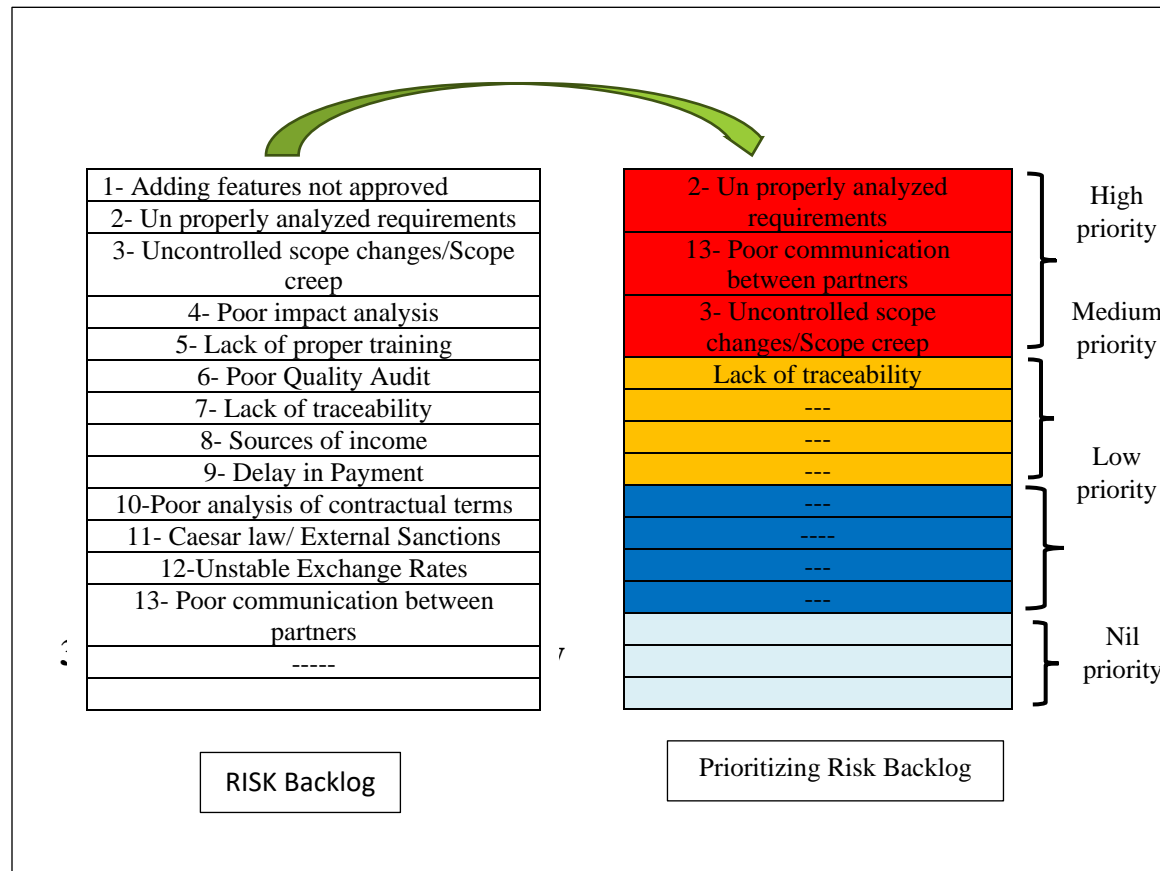 1- Adding features not approved
2- Un properly analyzed requirements
3- Uncontrolled scope changes/Scope
creep
4- Poor impact analysis
5- Lack of proper training
6- Poor Quality Audit
7- Lack of traceability
8- Sources of income
9- Delay in Payment
10-Poor analysis of contractual terms
11- Caesar law/ External Sanctions
12-Unstable Exchange Rates
13- Poor communication between
partners
-----
RISK Backlog
2- Un properly analyzed
requirements
13- Poor communication
between partners
3- Uncontrolled scope
changes/Scope creep
Lack of traceability
---
---
---
---
----
---
---
Prioritizing Risk Backlog
High
priority
Medium
priority
Low
priority
Nil
priority